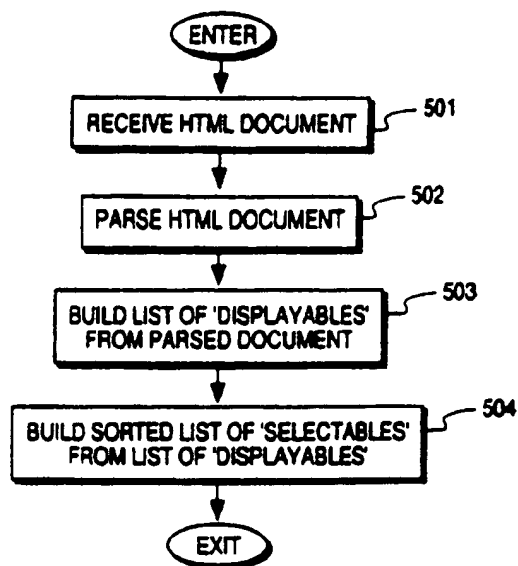 ENTER
RECEIVE HTML DOCUMENT
501
PARSE HTML DOCUMENT
502
BUILD LIST OF 'DISPLAYABLES'
FROM PARSED DOCUMENT
503
BUILD SORTED LIST OF 'SELECTABLES'
FROM LIST OF 'DISPLAYABLES'
504
EXIT